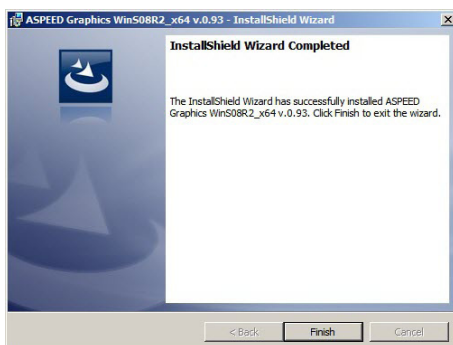 ASPEED Graphics WinS08R2_x64 v.0.93 - InstallShield Wizard
InstallShield Wizard Completed
The InstallShield Wizard has successfully installed ASPEED
Graphics WinS08R2_x64 v.0.93. Click Finish to exit the wizard.
< Back Finish Cancel